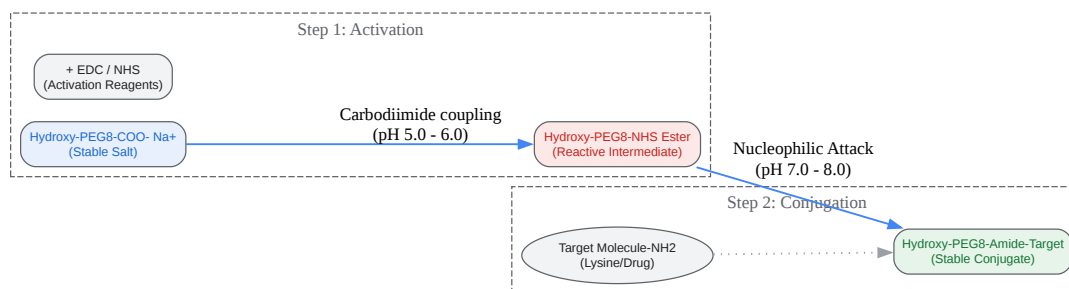 Step 1: Activation
+ EDC / NHS
(Activation Reagents)
Hydroxy-PEG8-COO- Na+
(Stable Salt)
Carbodiimide coupling
(pH 5.0 - 6.0)
Hydroxy-PEG8-NHS Ester
(Reactive Intermediate)
Nucleophilic Attack
(pH 7.0 - 8.0)
Step 2: Conjugation
Target Molecule-NH2
(Lysine/Drug)
Hydroxy-PEG8-Amide-Target
(Stable Conjugate)